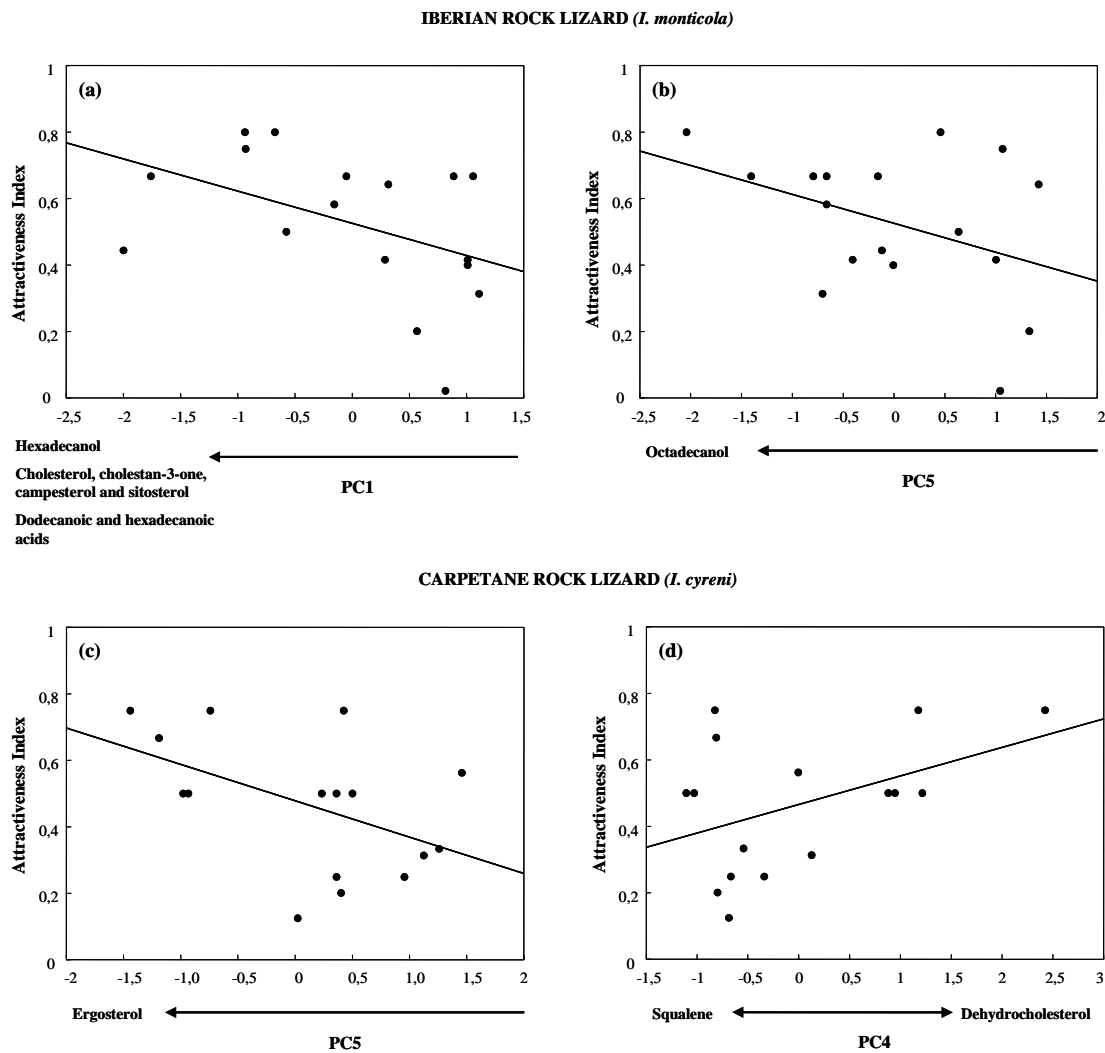 IBERIAN ROCK LIZARD (I. monticola)
(a)
Attractiveness Index
1
0,8
0,6
0,4
0,2
0
-2,5 -2 -1,5 -1 -0,5 0 0,5 1 1,5
Hexadecanol
Cholesterol, cholestan-3-one,
campesterol and sitosterol
Dodecanoic and hexadecanoic
acids
PC1
(b)
Attractiveness Index
1
0,8
0,6
0,4
0,2
0
-2,5 -2 -1,5 -1 -0,5 0 0,5 1 1,5 2
Octadecanol
PC5
CARPETANE ROCK LIZARD (I. cyreni)
(c)
Attractiveness Index
1
0,8
0,6
0,4
0,2
0
-2 -1,5 -1,0 -0,5 0 0,5 1 1,5 2
Ergosterol
PC5
(d)
Attractiveness Index
1
0,8
0,6
0,4
0,2
0
-1,5 -1 -0,5 0 0,5 1 1,5 2 2,5 3
Squalene
Dehydrocholesterol
PC4